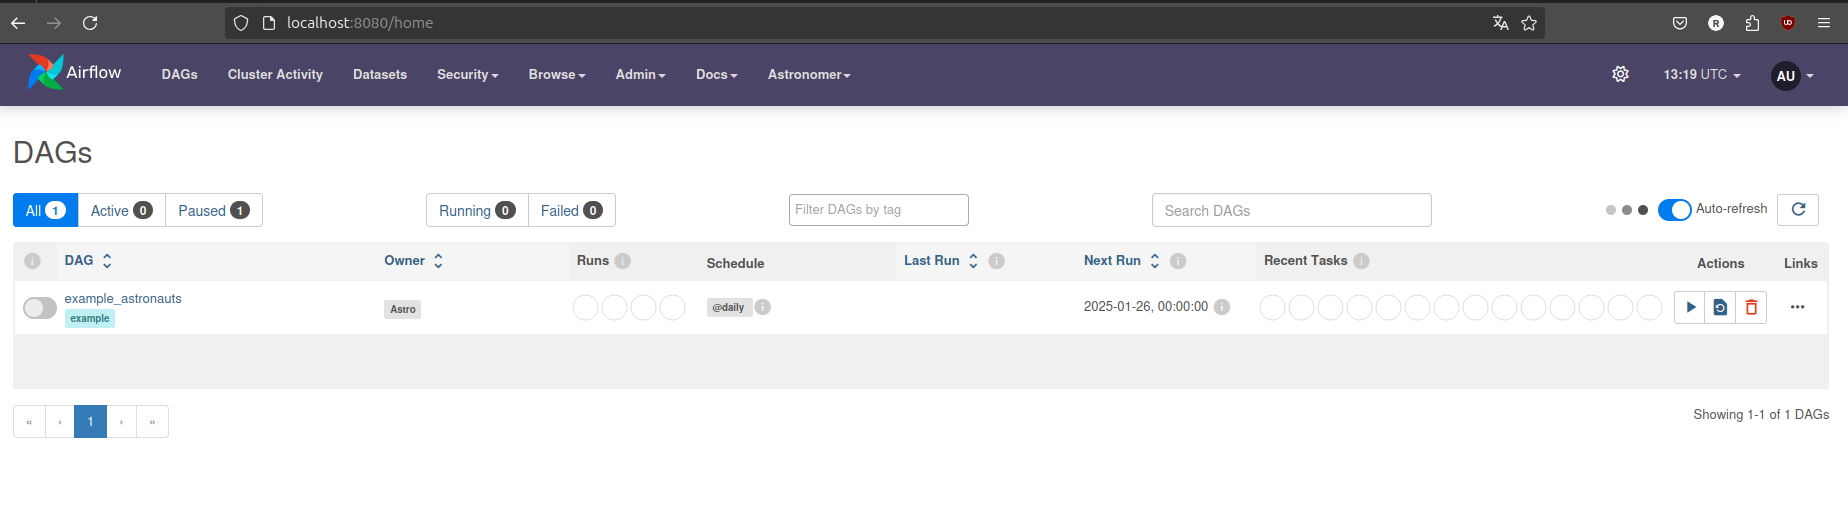 localhost:8080/home
R
UD
Airflow
DAGs
Cluster Activity
Datasets
Security
Browse
Admin
Docs
Astronomer
13:19 UTC
AU
DAGs
All 1
Active 0
Paused 1
Running 0
Failed 0
Filter DAGs by tag
Search DAGs
Auto-refresh
DAG
Owner
Runs
Schedule
Last Run
Next Run
Recent Tasks
Actions
Links
example_astronauts
example
Astro
@daily
2025-01-26, 00:00:00
« ‹ 1 › »
Showing 1-1 of 1 DAGs